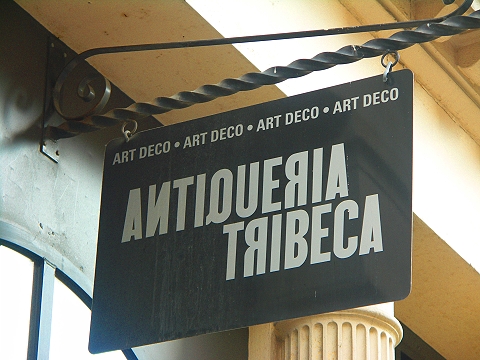 ART DECO • ART DECO • ART DECO • ART DECO
ANTIQUERIA
TRIBECA